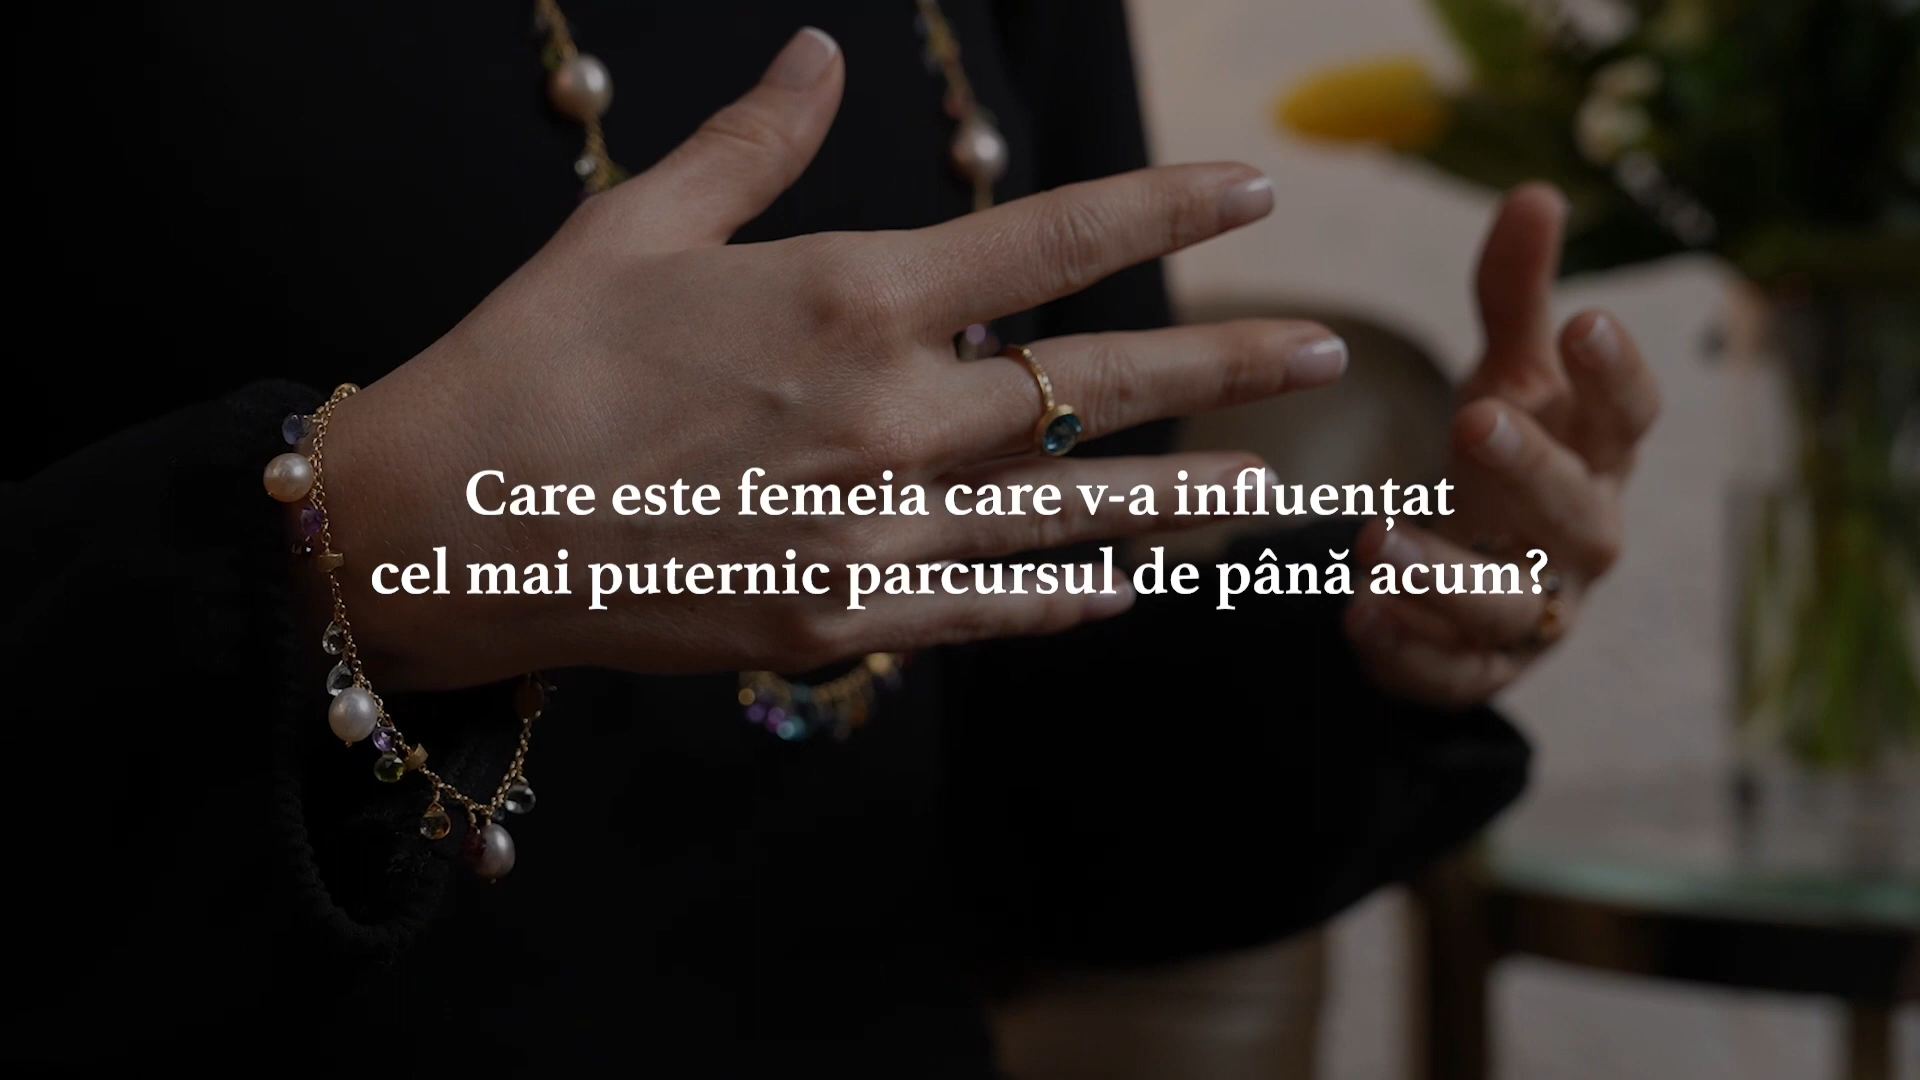 Care este femeia care v-a influențat
cel mai puternic parcursul de până acum?